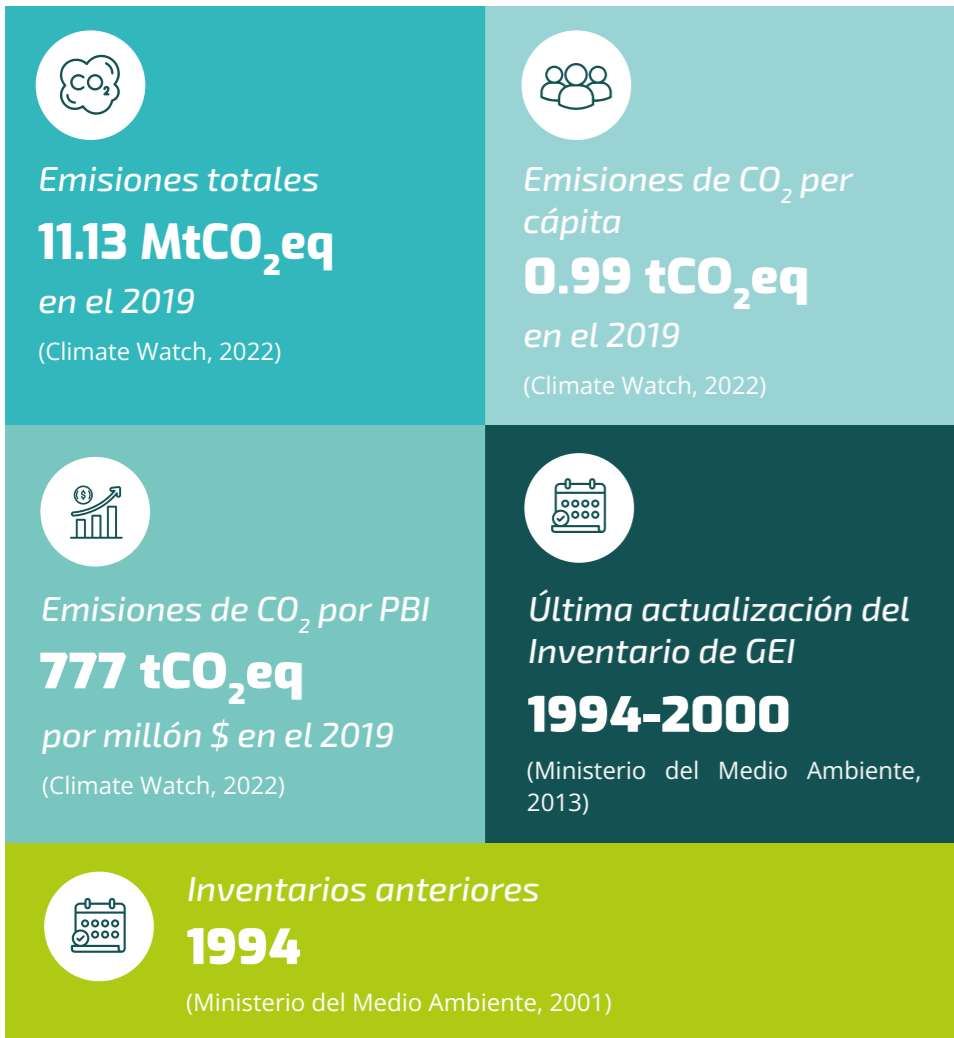 CO₂
Emisiones totales
11.13 MtCO₂eq
en el 2019
(Climate Watch, 2022)
Emisiones de CO₂ per
cápita
0.99 tCO₂eq
en el 2019
(Climate Watch, 2022)
$
Emisiones de CO₂ por PBI
777 tCO₂eq
por millón $ en el 2019
(Climate Watch, 2022)
Última actualización del
Inventario de GEI
1994-2000
(Ministerio del Medio Ambiente,
2013)
Inventarios anteriores
1994
(Ministerio del Medio Ambiente, 2001)